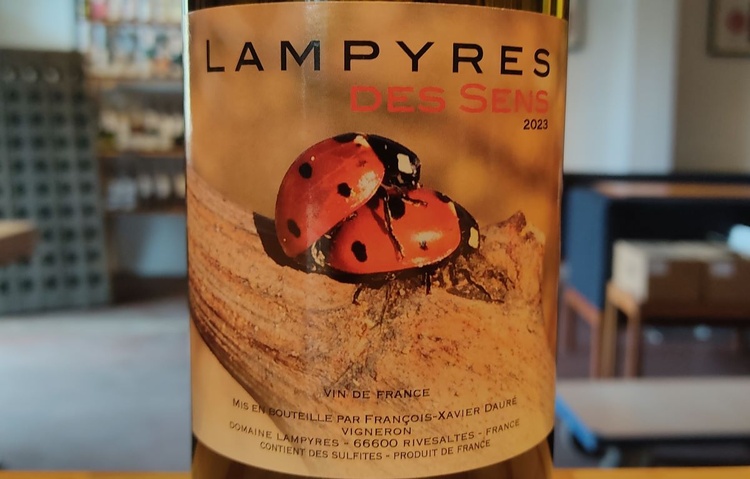 LAMPYRES
DES SENS
2023
VIN DE FRANCE
MIS EN BOUTEILLE PAR FRANÇOIS-XAVIER DAURÉ
VIGNERON
DOMAINE LAMPYRES - 66600 RIVESALTES - FRANCE
CONTIENT DES SULFITES - PRODUIT DE FRANCE